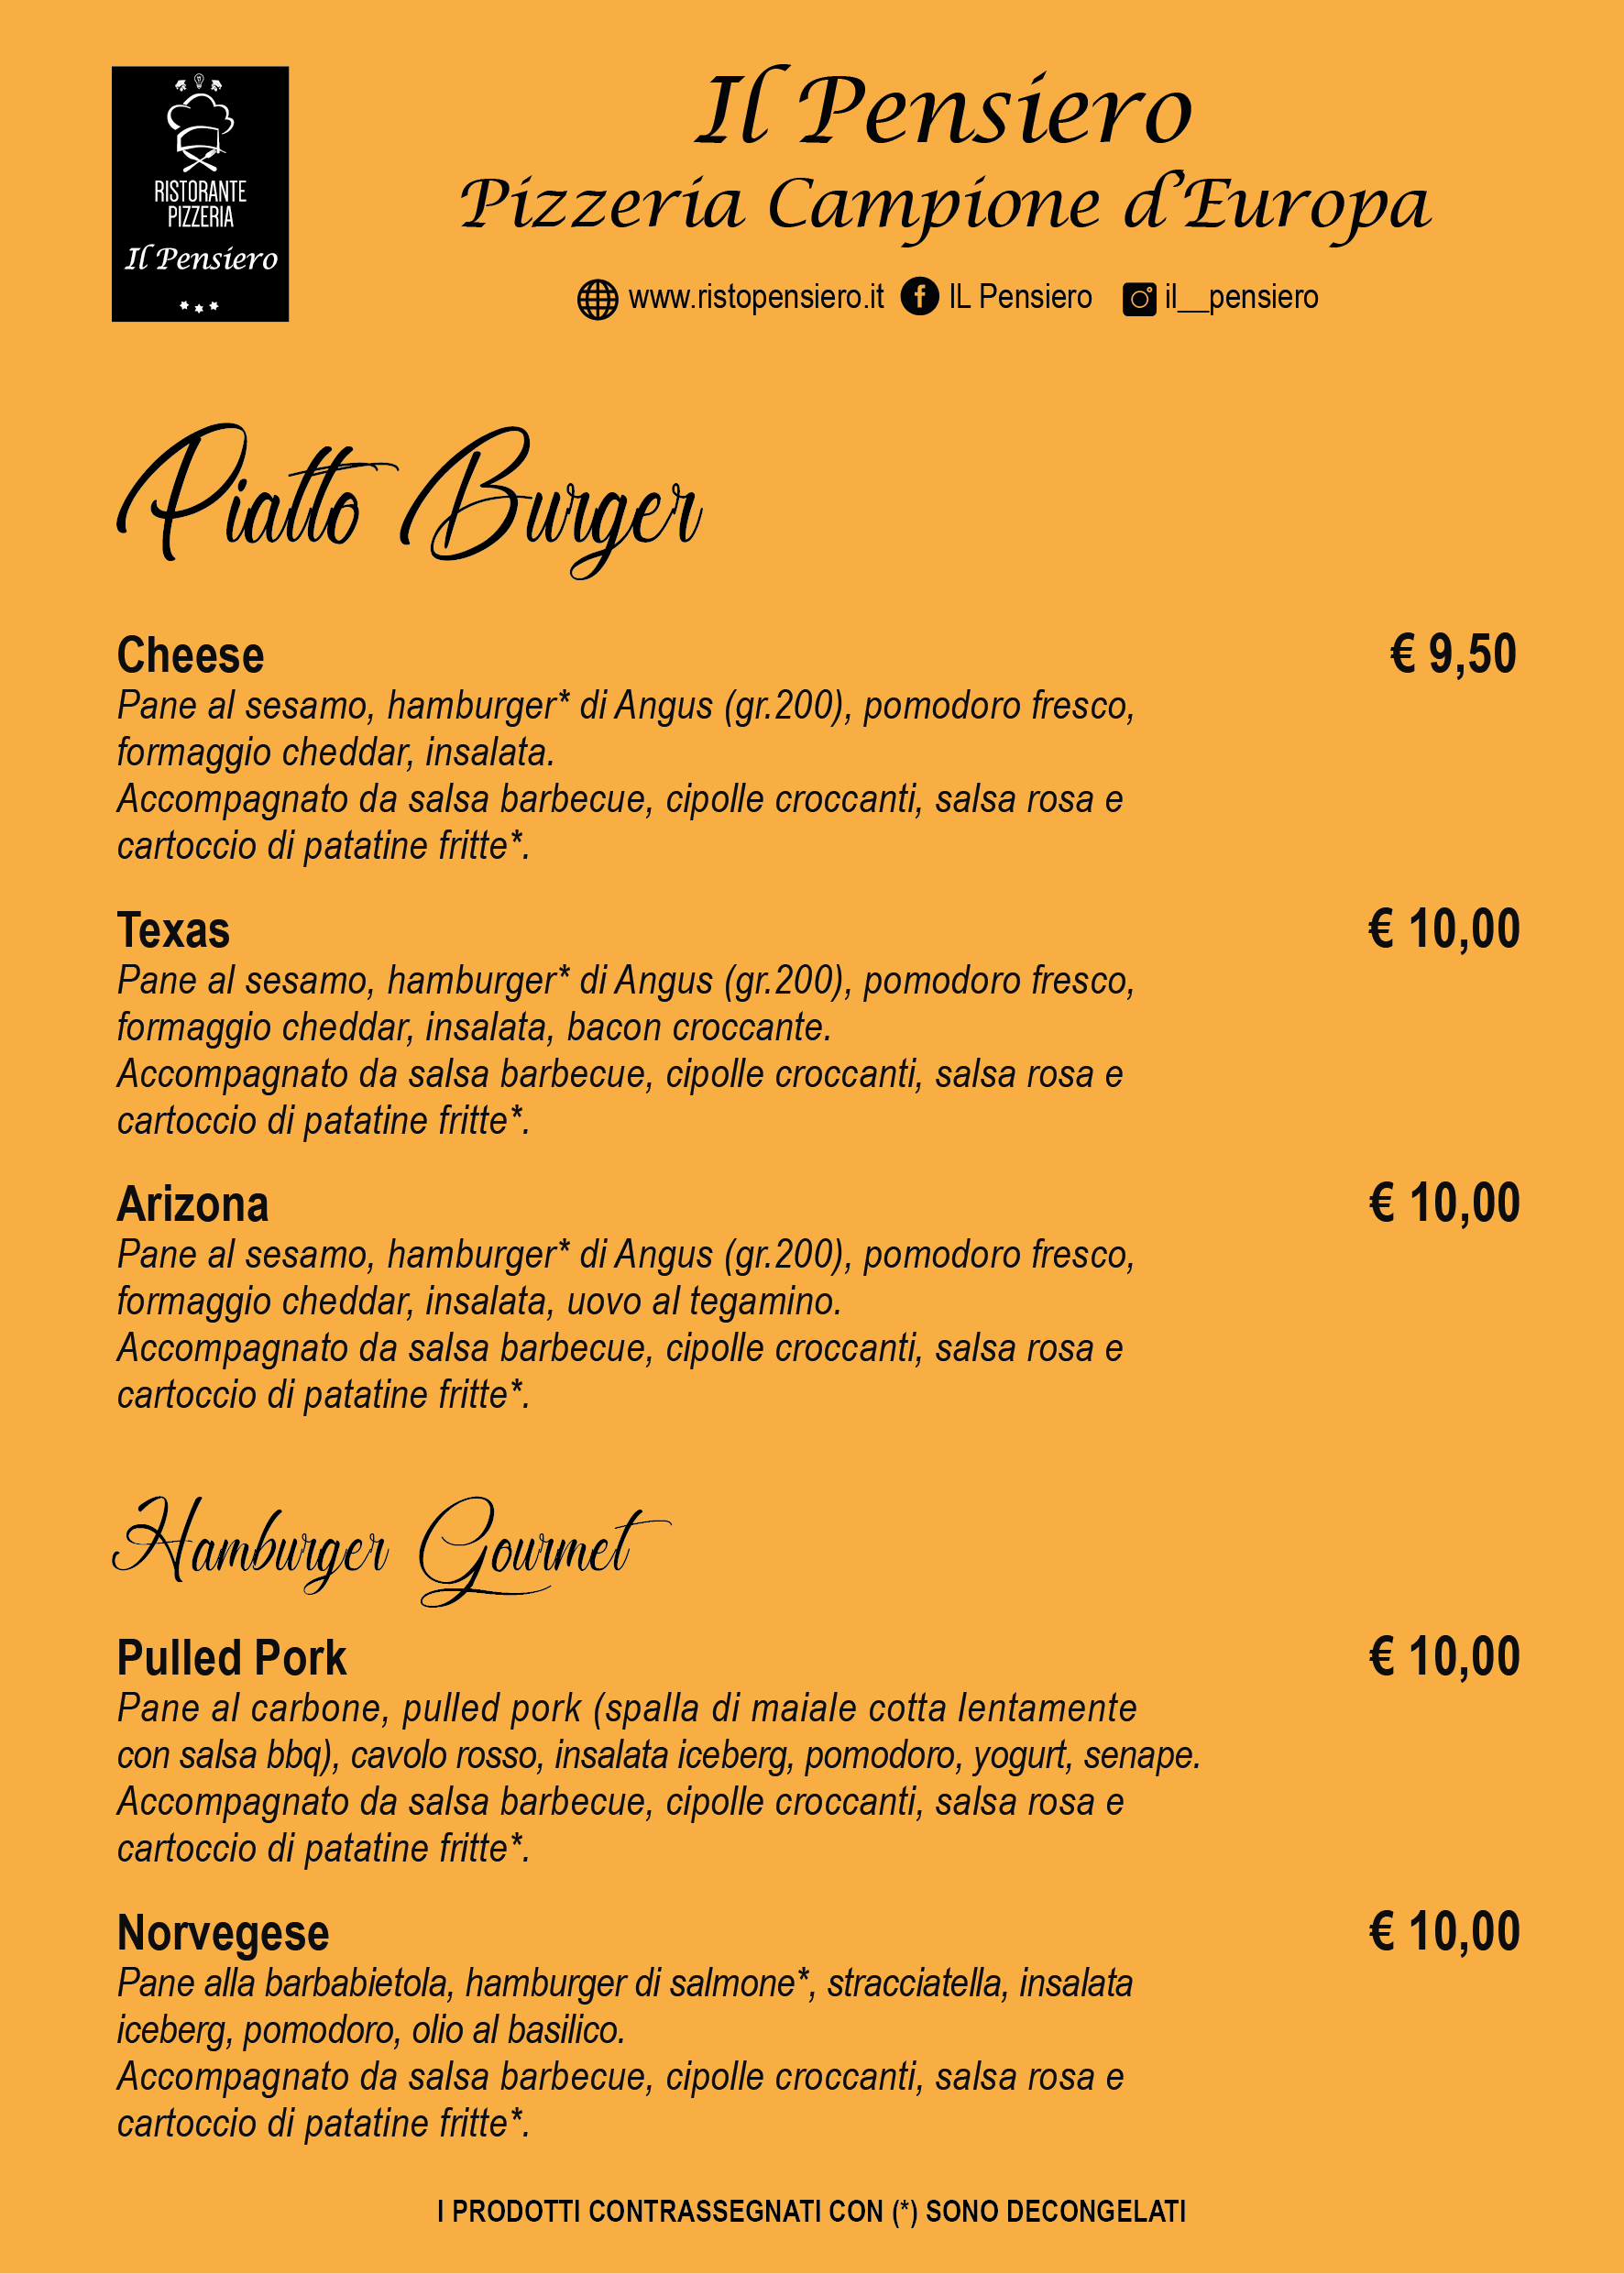 RISTORANTE
PIZZERIA
Il Pensiero
Il Pensiero
Pizzeria Campione d'Europa
www.ristopensiero.it IL Pensiero il__pensiero
Piatto Burger
Cheese € 9,50
Pane al sesamo, hamburger* di Angus (gr.200), pomodoro fresco,
formaggio cheddar, insalata.
Accompagnato da salsa barbecue, cipolle croccanti, salsa rosa e
cartoccio di patatine fritte*.
Texas € 10,00
Pane al sesamo, hamburger* di Angus (gr.200), pomodoro fresco,
formaggio cheddar, insalata, bacon croccante.
Accompagnato da salsa barbecue, cipolle croccanti, salsa rosa e
cartoccio di patatine fritte*.
Arizona € 10,00
Pane al sesamo, hamburger* di Angus (gr.200), pomodoro fresco,
formaggio cheddar, insalata, uovo al tegamino.
Accompagnato da salsa barbecue, cipolle croccanti, salsa rosa e
cartoccio di patatine fritte*.
Hamburger Gourmet
Pulled Pork € 10,00
Pane al carbone, pulled pork (spalla di maiale cotta lentamente
con salsa bbq), cavolo rosso, insalata iceberg, pomodoro, yogurt, senape.
Accompagnato da salsa barbecue, cipolle croccanti, salsa rosa e
cartoccio di patatine fritte*.
Norvegese € 10,00
Pane alla barbabietola, hamburger di salmone*, stracciatella, insalata
iceberg, pomodoro, olio al basilico.
Accompagnato da salsa barbecue, cipolle croccanti, salsa rosa e
cartoccio di patatine fritte*.
I PRODOTTI CONTRASSEGNATI CON (*) SONO DECONGELATI